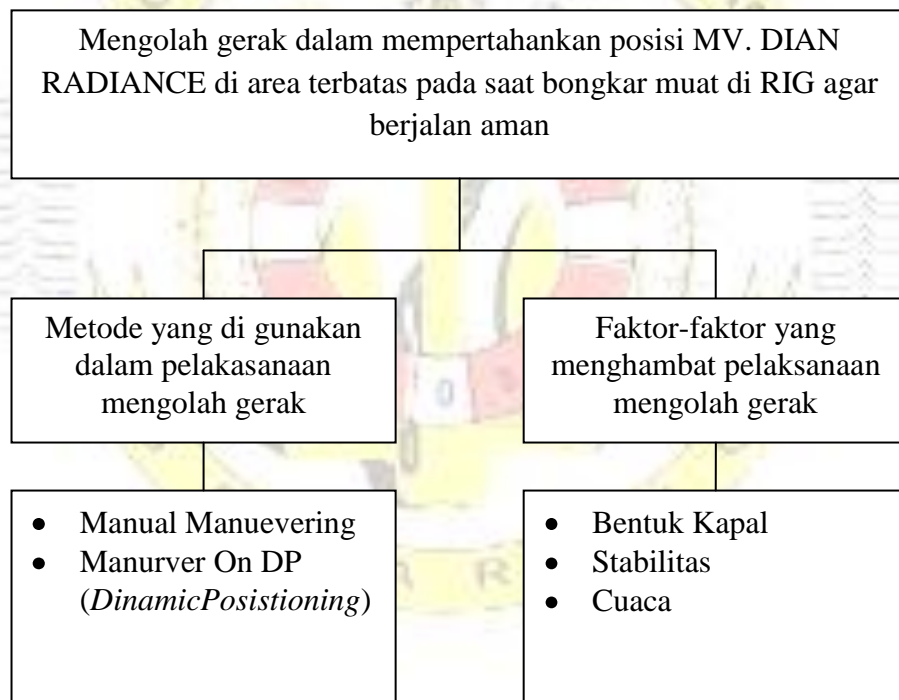 Mengolah gerak dalam mempertahankan posisi MV. DIAN
RADIANCE di area terbatas pada saat bongkar muat di RIG agar
berjalan aman
Metode yang di gunakan
dalam pelakasanaan
mengolah gerak
Faktor-faktor yang
menghambat pelaksanaan
mengolah gerak
• Manual Manuevering
• Manurver On DP
(DinamicPosistioning)
• Bentuk Kapal
• Stabilitas
• Cuaca